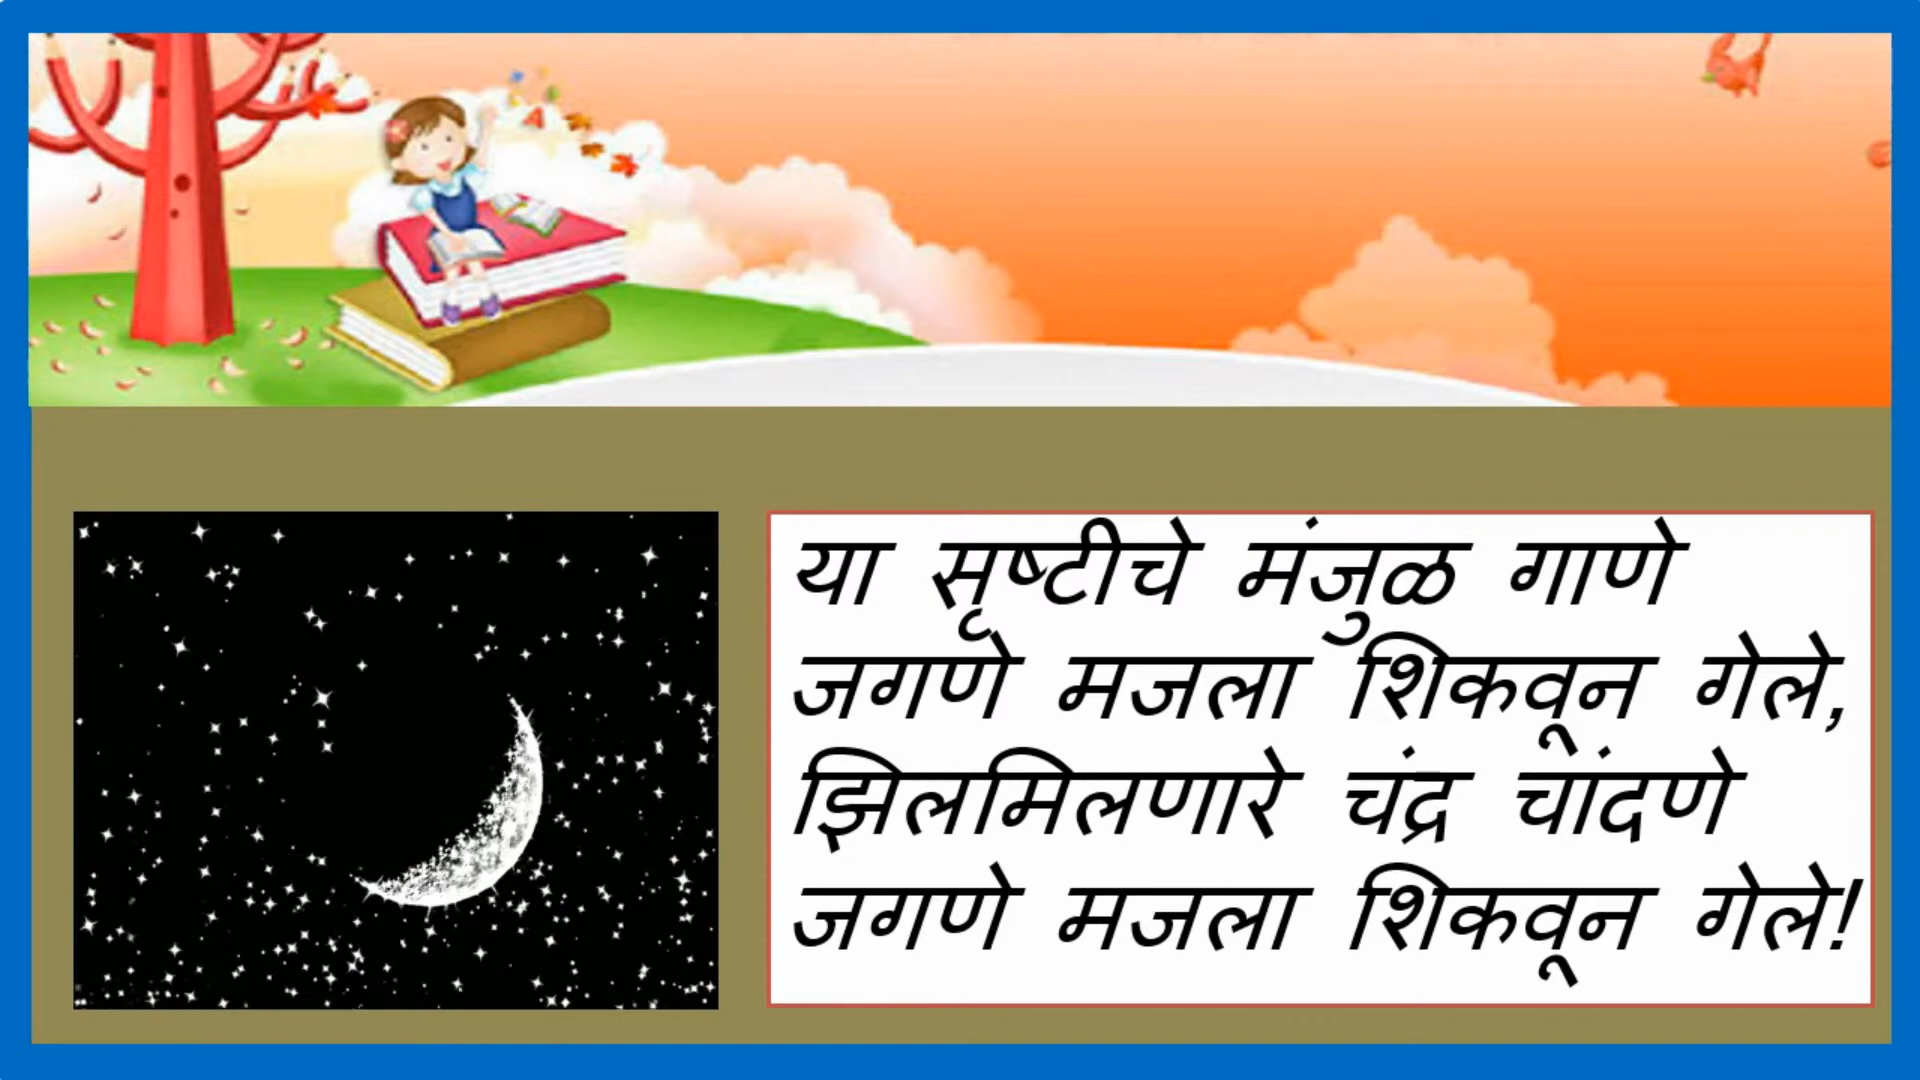 या सृष्टीचे मंजुळ गाणे
जगणे मजला शिकवून गेले,
झिलमिलणारे चंद्र चांदणे
जगणे मजला शिकवून गेले!